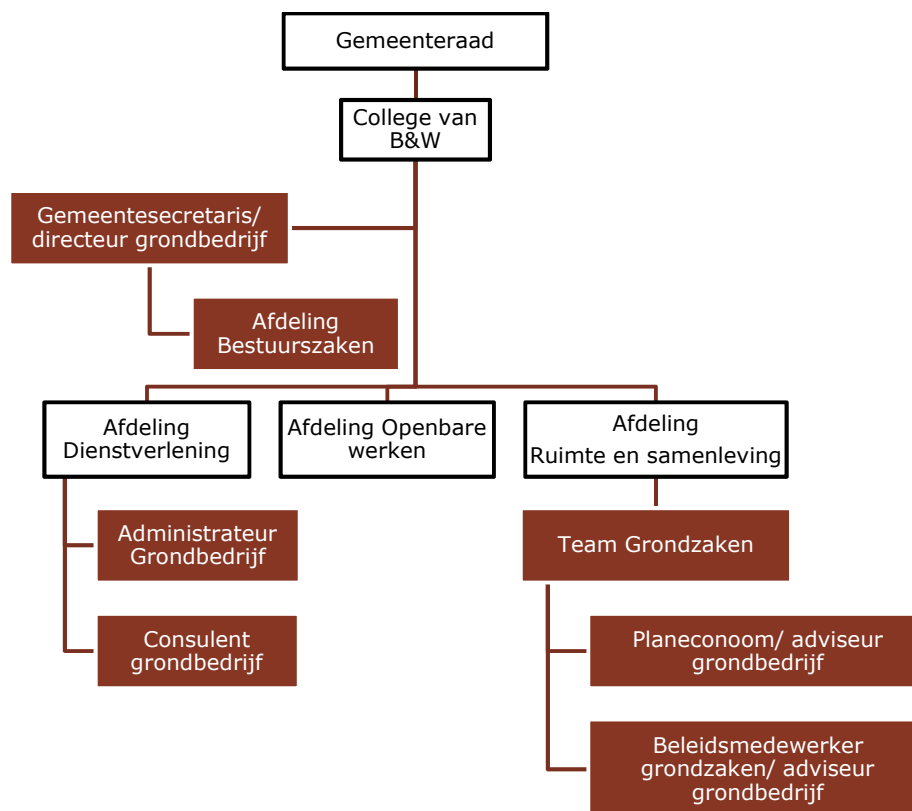 Gemeenteraad
College van
B&W
Gemeentesecretaris/
directeur grondbedrijf
Afdeling
Bestuurszaken
Afdeling
Dienstverlening
Afdeling Openbare
werken
Afdeling
Ruimte en samenleving
Administrateur
Grondbedrijf
Team Grondzaken
Consulent
grondbedrijf
Planeconoom/ adviseur
grondbedrijf
Beleidsmedewerker
grondzaken/ adviseur
grondbedrijf